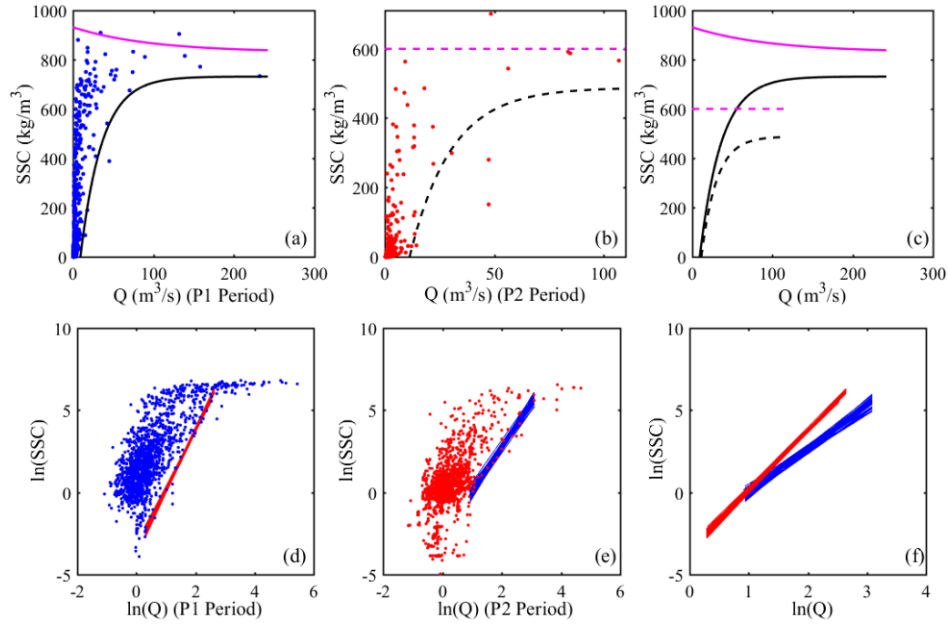 1000
800
600
400
200
0
SSC (kg/m³)
(a)
0 100 200 300
Q (m³/s) (P1 Period)
600
400
200
0
SSC (kg/m³)
(b)
0 50 100
Q (m³/s) (P2 Period)
1000
800
600
400
200
0
SSC (kg/m³)
(c)
0 100 200 300
Q (m³/s)
10
5
0
-5
ln(SSC)
(d)
-2 0 2 4 6
ln(Q) (P1 Period)
10
5
0
-5
ln(SSC)
(e)
-2 0 2 4 6
ln(Q) (P2 Period)
10
5
0
-5
ln(SSC)
(f)
0 1 2 3 4
ln(Q)